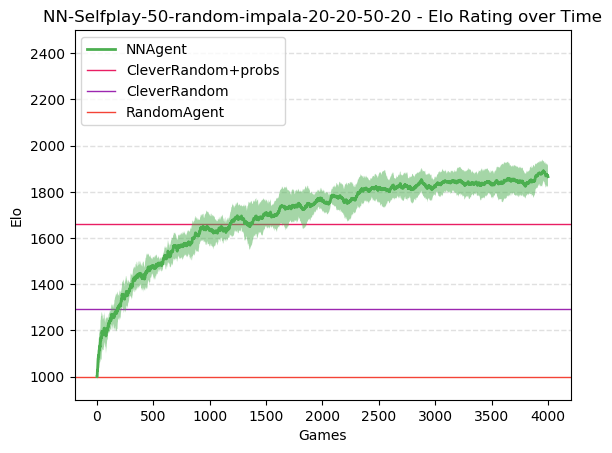 NN-Selfplay-50-random-impala-20-20-50-20 - Elo Rating over Time
NNAgent
CleverRandom+probs
CleverRandom
RandomAgent
2400
2200
2000
1800
1600
1400
1200
1000
Elo
0 500 1000 1500 2000 2500 3000 3500 4000
Games